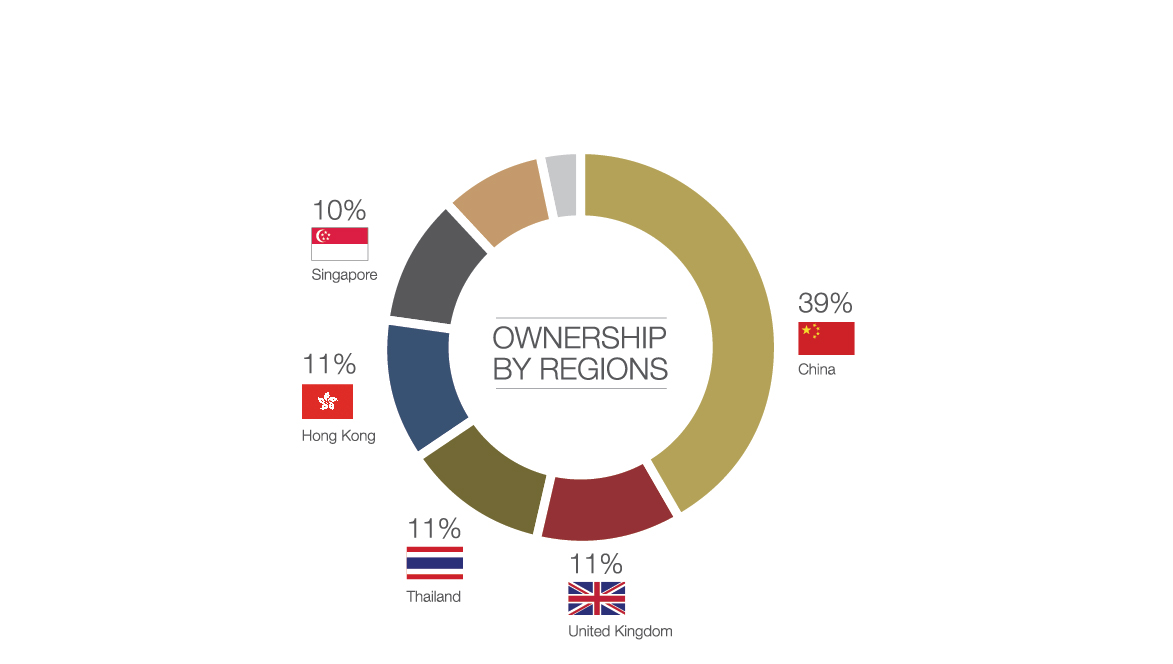 OWNERSHIP
BY REGIONS
39%
China
11%
United Kingdom
11%
Thailand
11%
Hong Kong
10%
Singapore